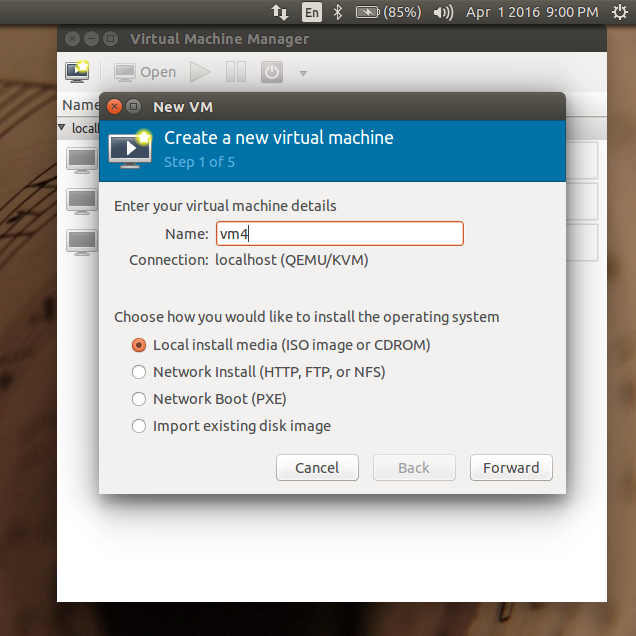 En (85%) Apr 1 2016 9:00 PM
Virtual Machine Manager
Open
Name
New VM
Create a new virtual machine
Step 1 of 5
Enter your virtual machine details
Name: vm4
Connection: localhost (QEMU/KVM)
Choose how you would like to install the operating system
Local install media (ISO image or CDROM)
Network Install (HTTP, FTP, or NFS)
Network Boot (PXE)
Import existing disk image
Cancel Back Forward